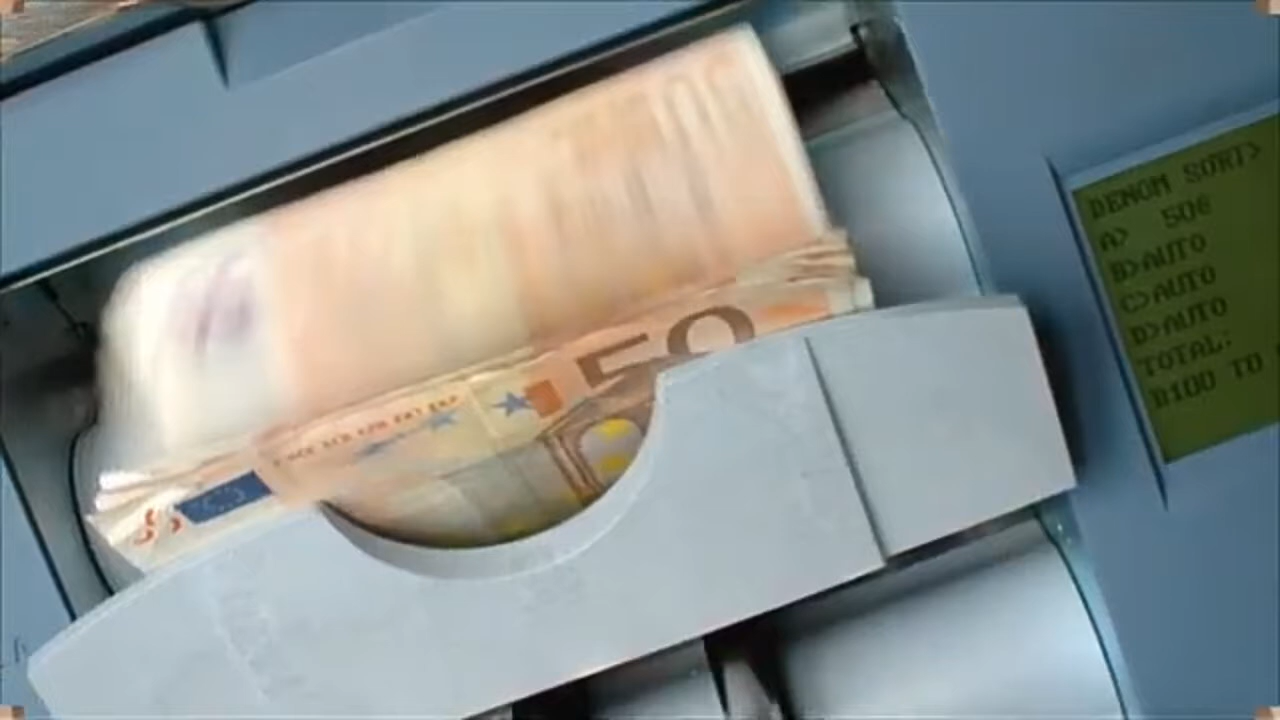 DENOM SORT>
A> 50€
B>AUTO
C>AUTO
D>AUTO
TOTAL:
50